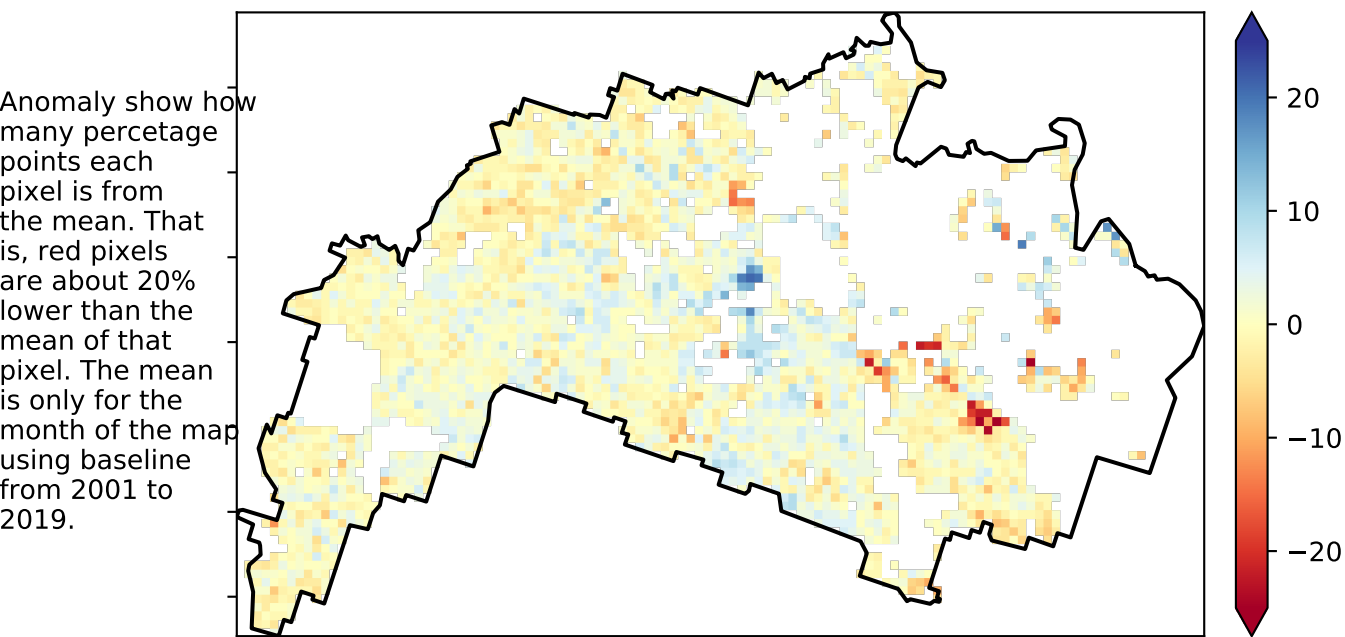 Anomaly show how
many percetage
points each
pixel is from
the mean. That
is, red pixels
are about 20%
lower than the
mean of that
pixel. The mean
is only for the
month of the map
using baseline
from 2001 to
2019.
20
10
0
−10
−20